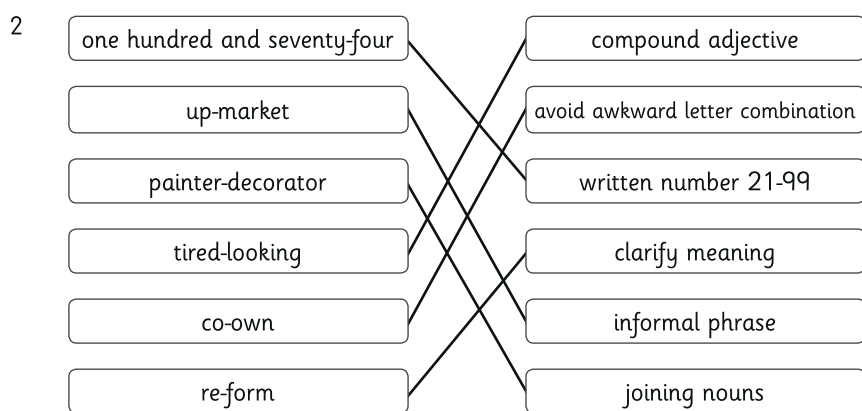 2
one hundred and seventy-four
compound adjective
up-market
avoid awkward letter combination
painter-decorator
written number 21-99
tired-looking
clarify meaning
co-own
informal phrase
re-form
joining nouns